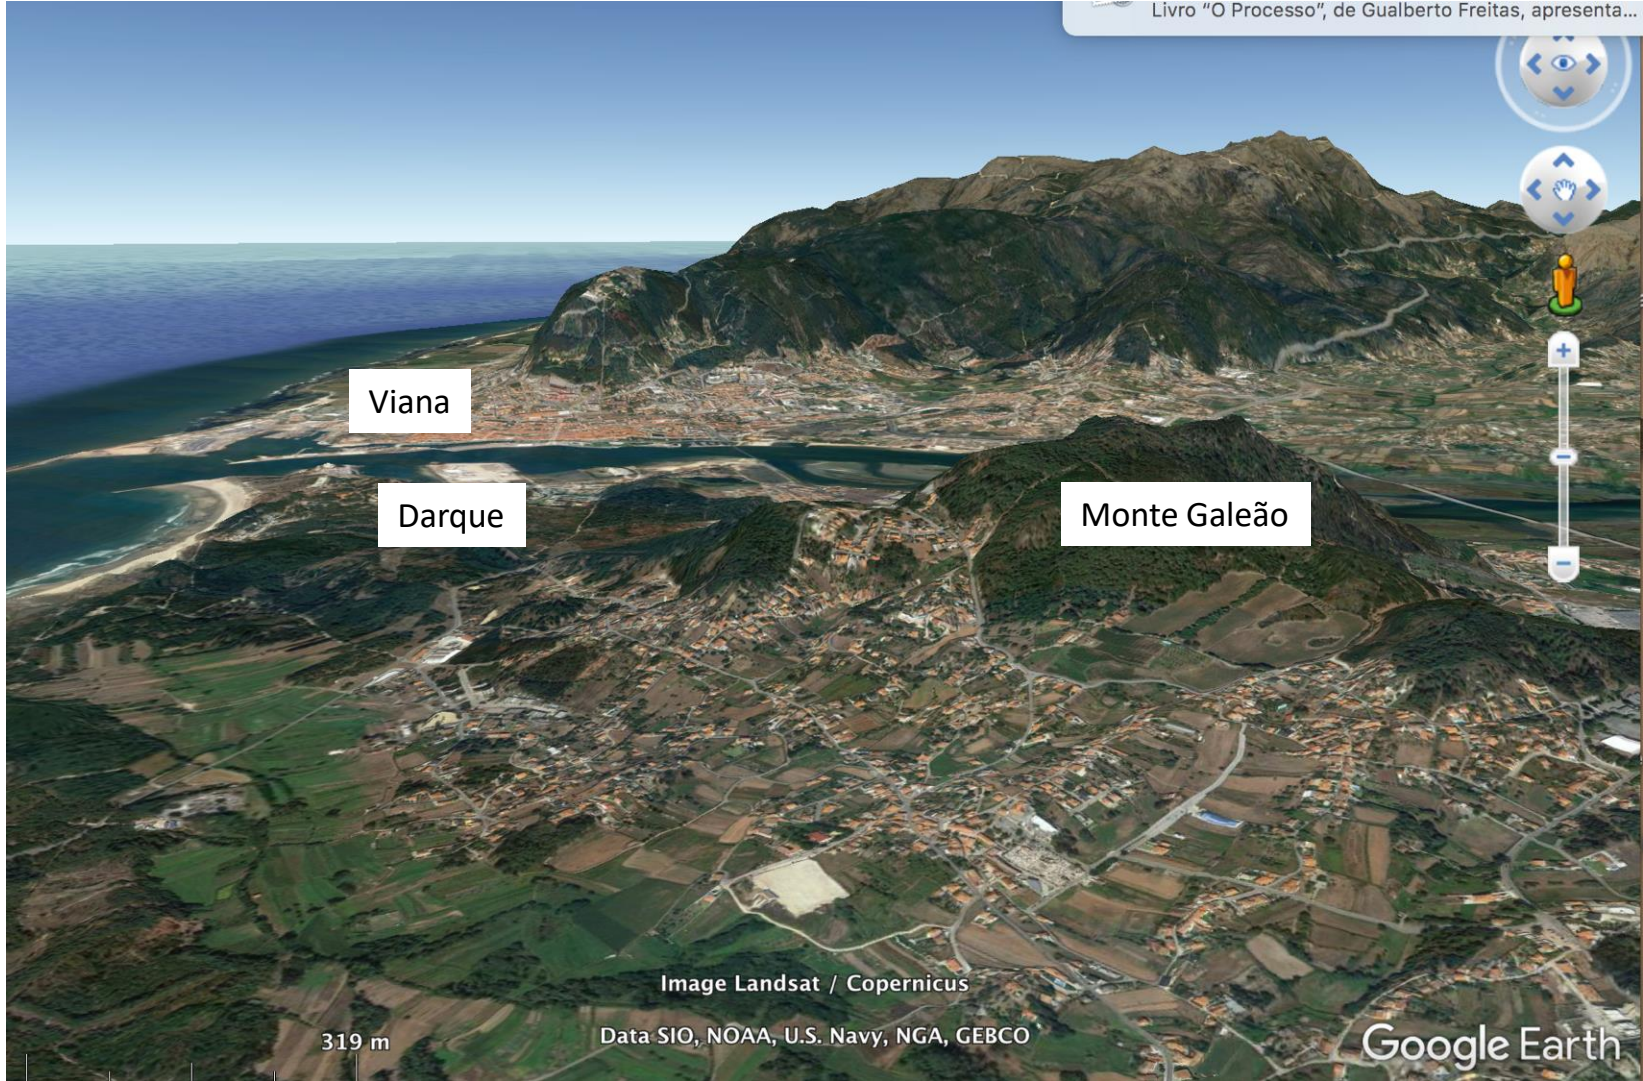 Livro “O Processo”, de Gualberto Freitas, apresenta...
Viana
Darque
Monte Galeão
Image Landsat / Copernicus
319 m
Data SIO, NOAA, U.S. Navy, NGA, GEBCO
Google Earth